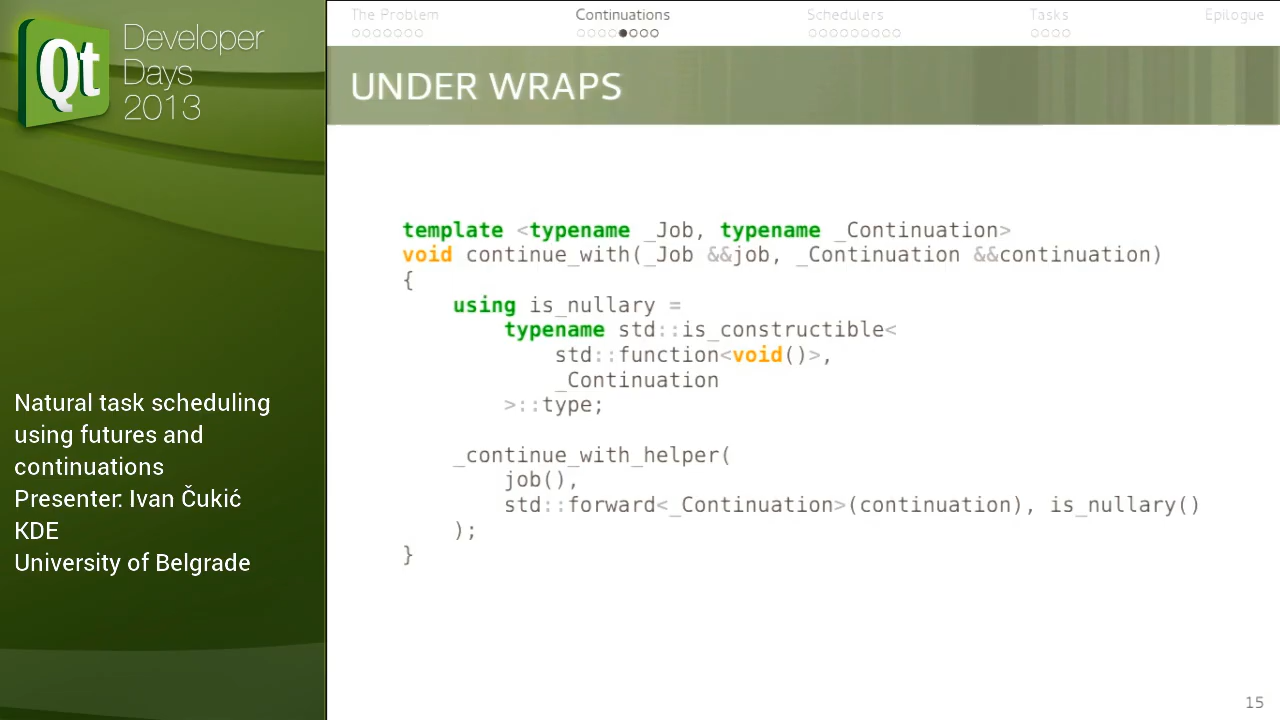 Qt
Developer
Days
2013
Natural task scheduling
using futures and
continuations
Presenter: Ivan Čukić
KDE
University of Belgrade
The Problem
Continuations
Schedulers
Tasks
Epilogue
UNDER WRAPS
template <typename _Job, typename _Continuation>
void continue_with(_Job &&job, _Continuation &&continuation)
{
    using is_nullary =
        typename std::is_constructible<
            std::function<void()>,
            _Continuation
        >::type;
    _continue_with_helper(
        job(),
        std::forward<_Continuation>(continuation), is_nullary()
    );
}
15